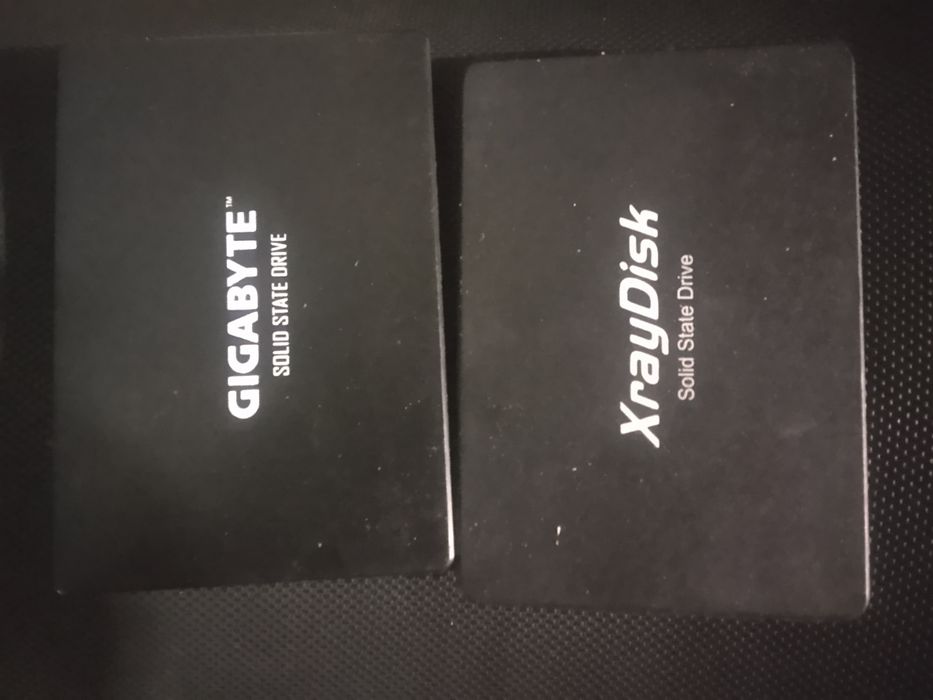 GIGABYTE™
SOLID STATE DRIVE
XrayDisk
Solid State Drive